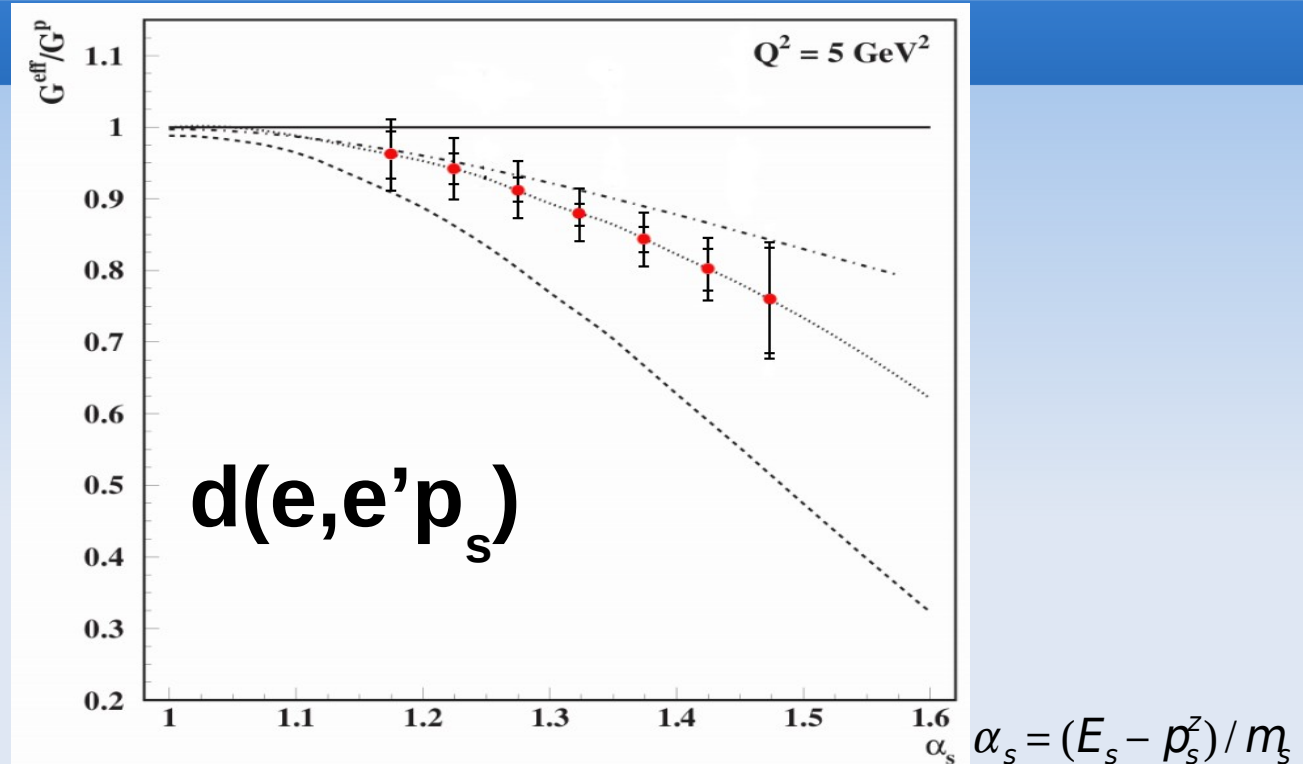 G^eff/G^p
Q² = 5 GeV²
1.1
1
0.9
0.8
0.7
0.6
0.5
0.4
0.3
0.2
d(e,e’p_s)
1 1.1 1.2 1.3 1.4 1.5 1.6
α_s
α_s = (E_s − p_s^z) / m_s